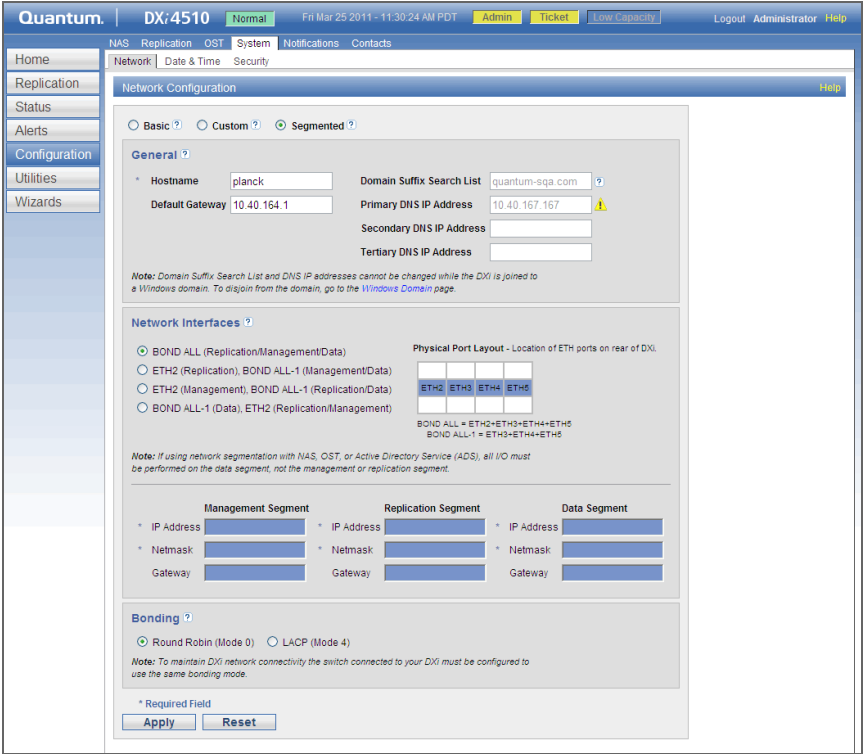 Quantum. DXi4510 Normal Fri Mar 25 2011 - 11:30:24 AM PDT Admin Ticket Low Capacity Logout Administrator Help
NAS Replication OST System Notifications Contacts
Network Date & Time Security
Home
Replication
Status
Alerts
Configuration
Utilities
Wizards
Network Configuration Help
Basic ? Custom ? Segmented ?
General ?
* Hostname planck Domain Suffix Search List quantum-sqa.com ?
Default Gateway 10.40.164.1 Primary DNS IP Address 10.40.167.167
Secondary DNS IP Address
Tertiary DNS IP Address
Note: Domain Suffix Search List and DNS IP addresses cannot be changed while the DXi is joined to
a Windows domain. To disjoin from the domain, go to the Windows Domain page.
Network Interfaces ?
BOND ALL (Replication/Management/Data)
ETH2 (Replication), BOND ALL-1 (Management/Data)
ETH2 (Management), BOND ALL-1 (Replication/Data)
BOND ALL-1 (Data), ETH2 (Replication/Management)
Physical Port Layout - Location of ETH ports on rear of DXi.
ETH2 ETH3 ETH4 ETH5
BOND ALL = ETH2+ETH3+ETH4+ETH5
BOND ALL-1 = ETH3+ETH4+ETH5
Note: If using network segmentation with NAS, OST, or Active Directory Service (ADS), all I/O must
be performed on the data segment, not the management or replication segment.
Management Segment Replication Segment Data Segment
* IP Address * IP Address * IP Address
* Netmask * Netmask * Netmask
Gateway Gateway Gateway
Bonding ?
Round Robin (Mode 0) LACP (Mode 4)
Note: To maintain DXi network connectivity the switch connected to your DXi must be configured to
use the same bonding mode.
* Required Field
Apply Reset